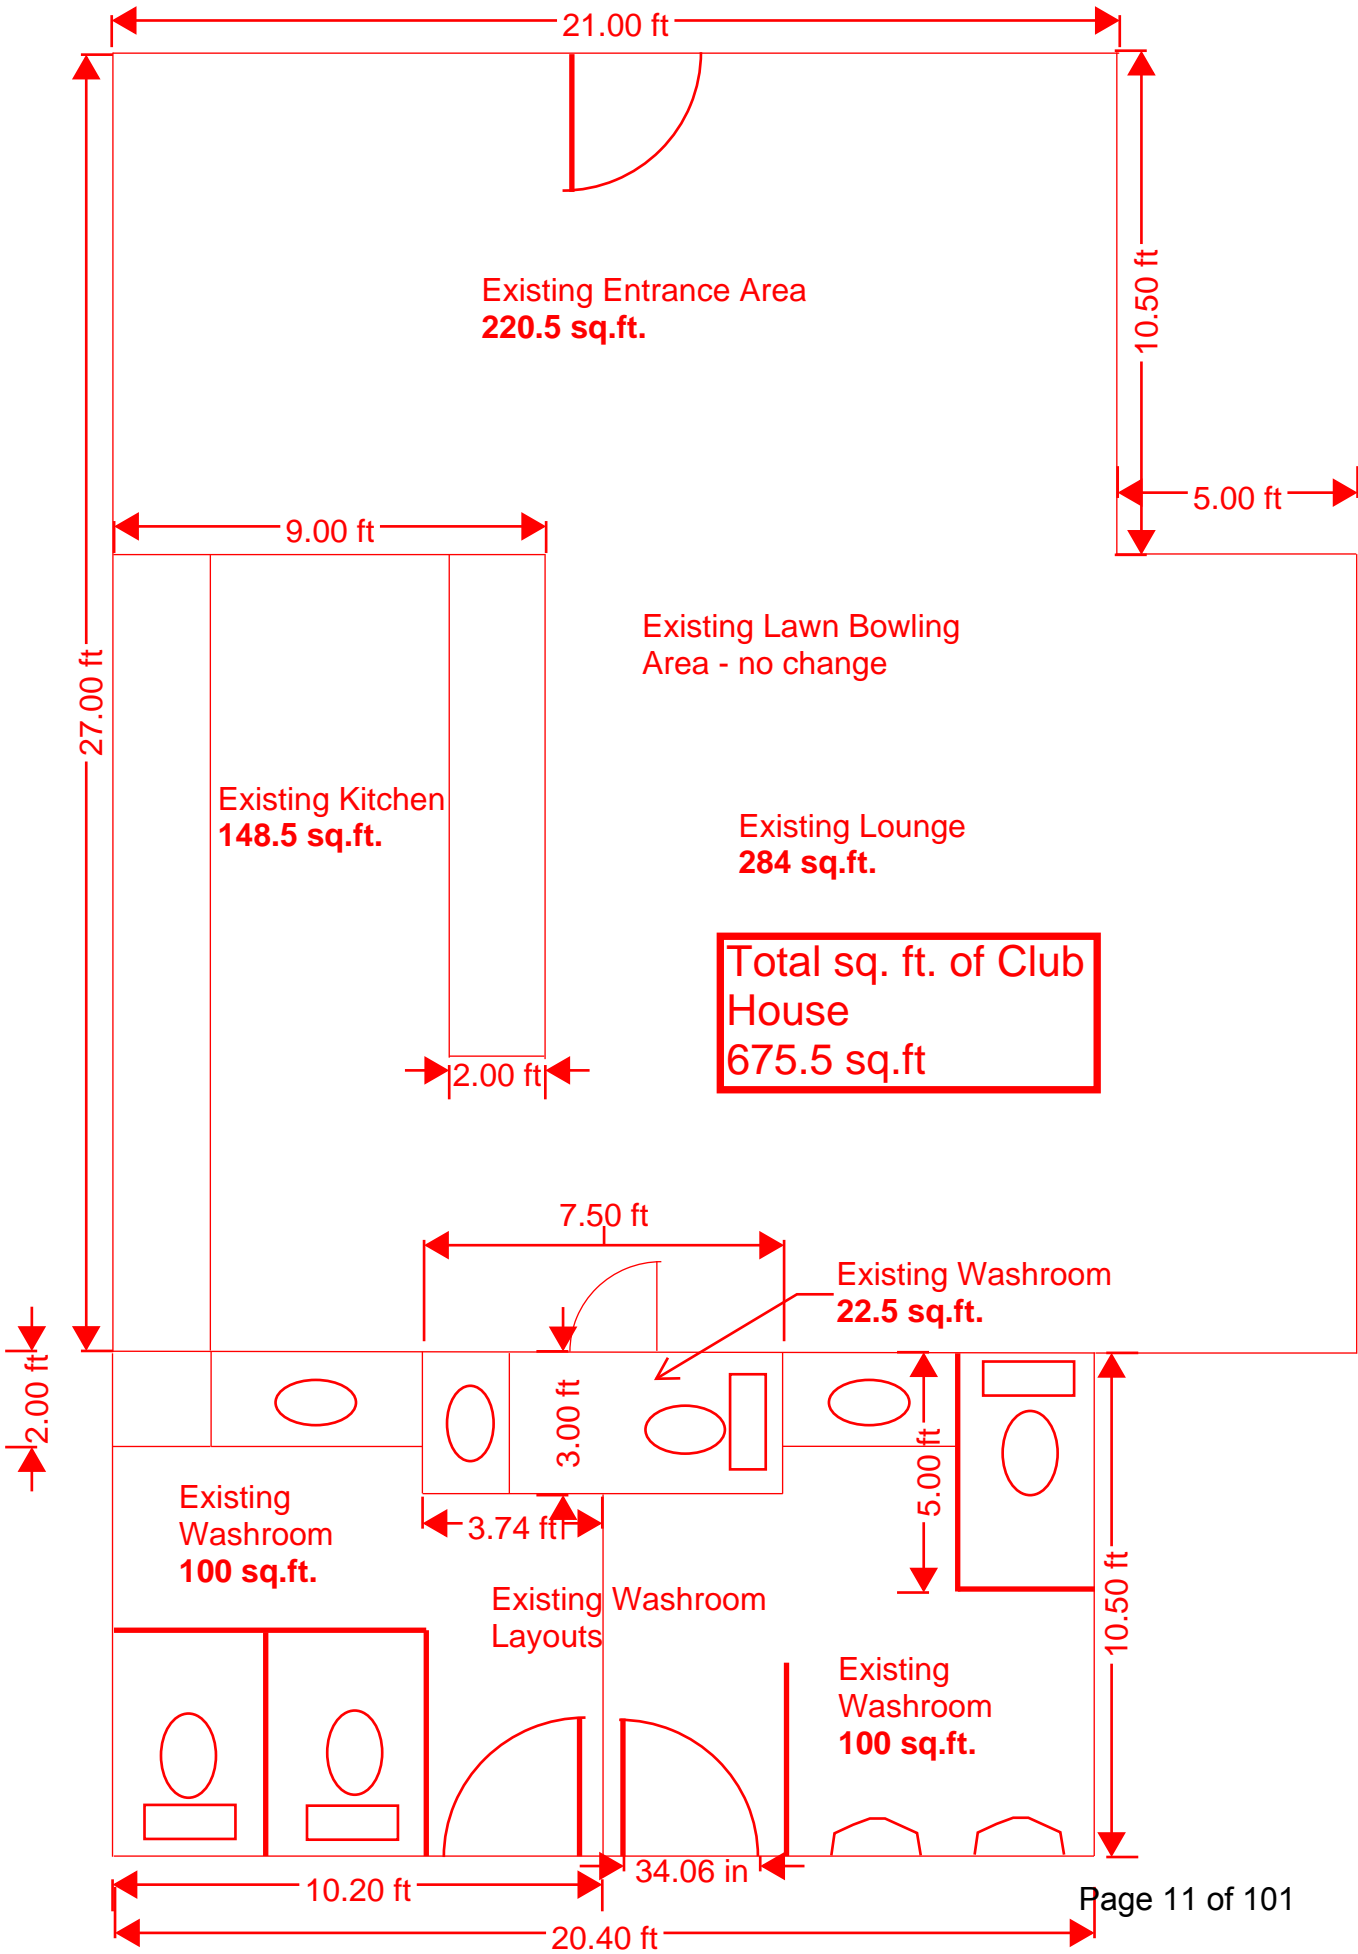 21.00 ft
10.50 ft
Existing Entrance Area
220.5 sq.ft.
5.00 ft
9.00 ft
27.00 ft
Existing Lawn Bowling
Area - no change
Existing Kitchen
148.5 sq.ft.
Existing Lounge
284 sq.ft.
Total sq. ft. of Club
House
675.5 sq.ft
2.00 ft
7.50 ft
Existing Washroom
22.5 sq.ft.
2.00 ft
3.00 ft
5.00 ft
Existing
Washroom
100 sq.ft.
3.74 ft
10.50 ft
Existing Washroom
Layouts
Existing
Washroom
100 sq.ft.
34.06 in
10.20 ft
Page 11 of 101
20.40 ft